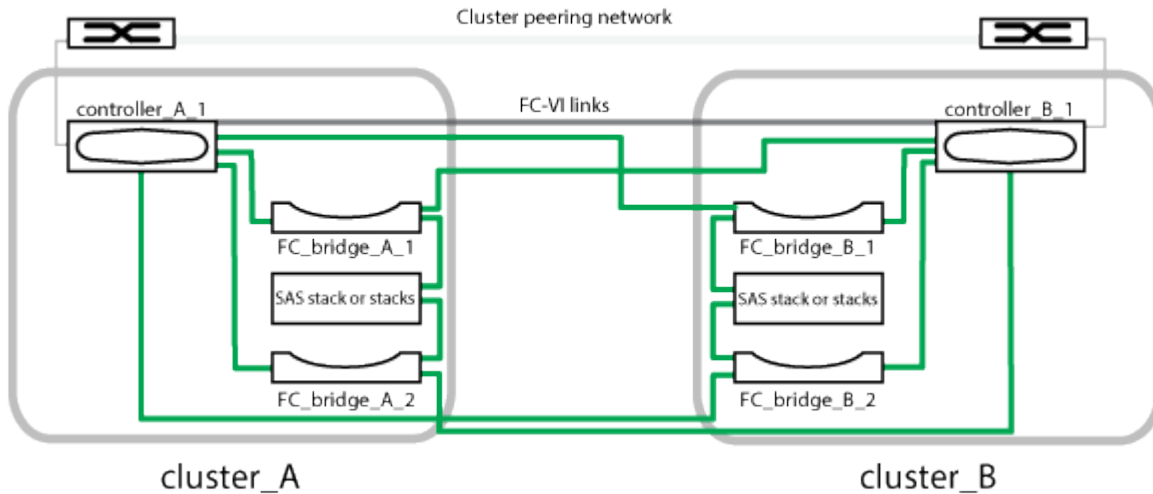 Cluster peering network
controller_A_1
FC-VI links
controller_B_1
FC_bridge_A_1
FC_bridge_B_1
SAS stack or stacks
SAS stack or stacks
FC_bridge_A_2
FC_bridge_B_2
cluster_A
cluster_B